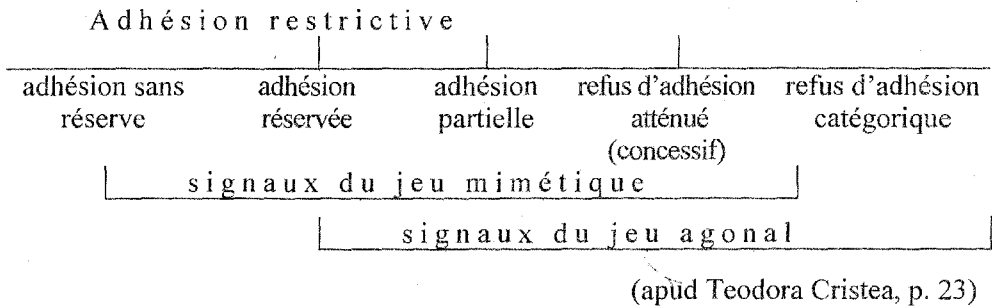 Adhésion restrictive
adhésion sans adhésion adhésion refus d'adhésion refus d'adhésion
réserve réservée partielle atténué catégorique
(concessif)
signaux du jeu mimétique
signaux du jeu agonal
(apud Teodora Cristea, p. 23)